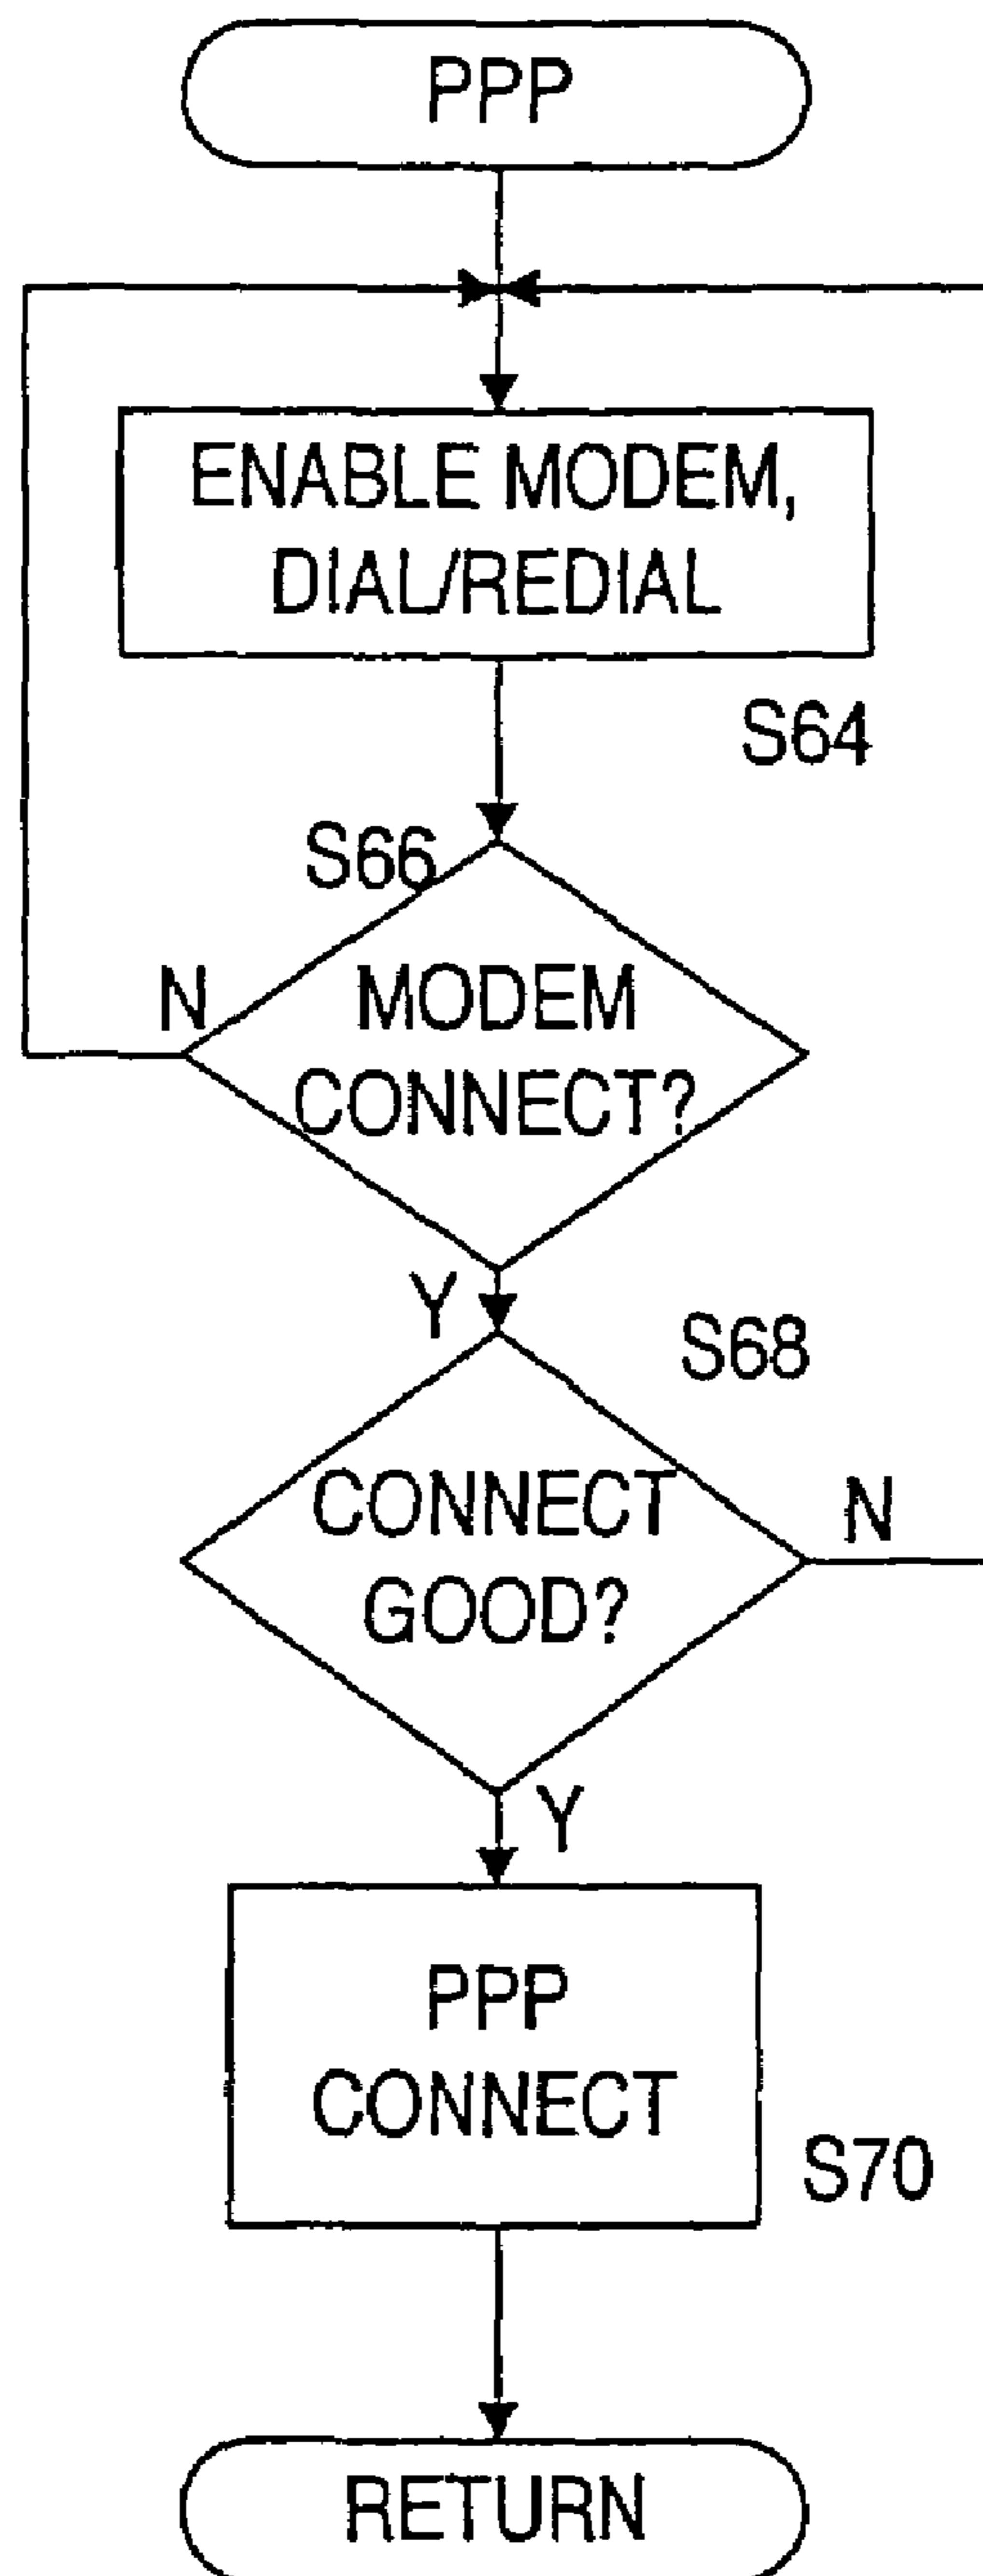 PPP
ENABLE MODEM,
DIAL/REDIAL
S64
S66
N
MODEM
CONNECT?
Y
S68
CONNECT
GOOD?
N
Y
PPP
CONNECT
S70
RETURN